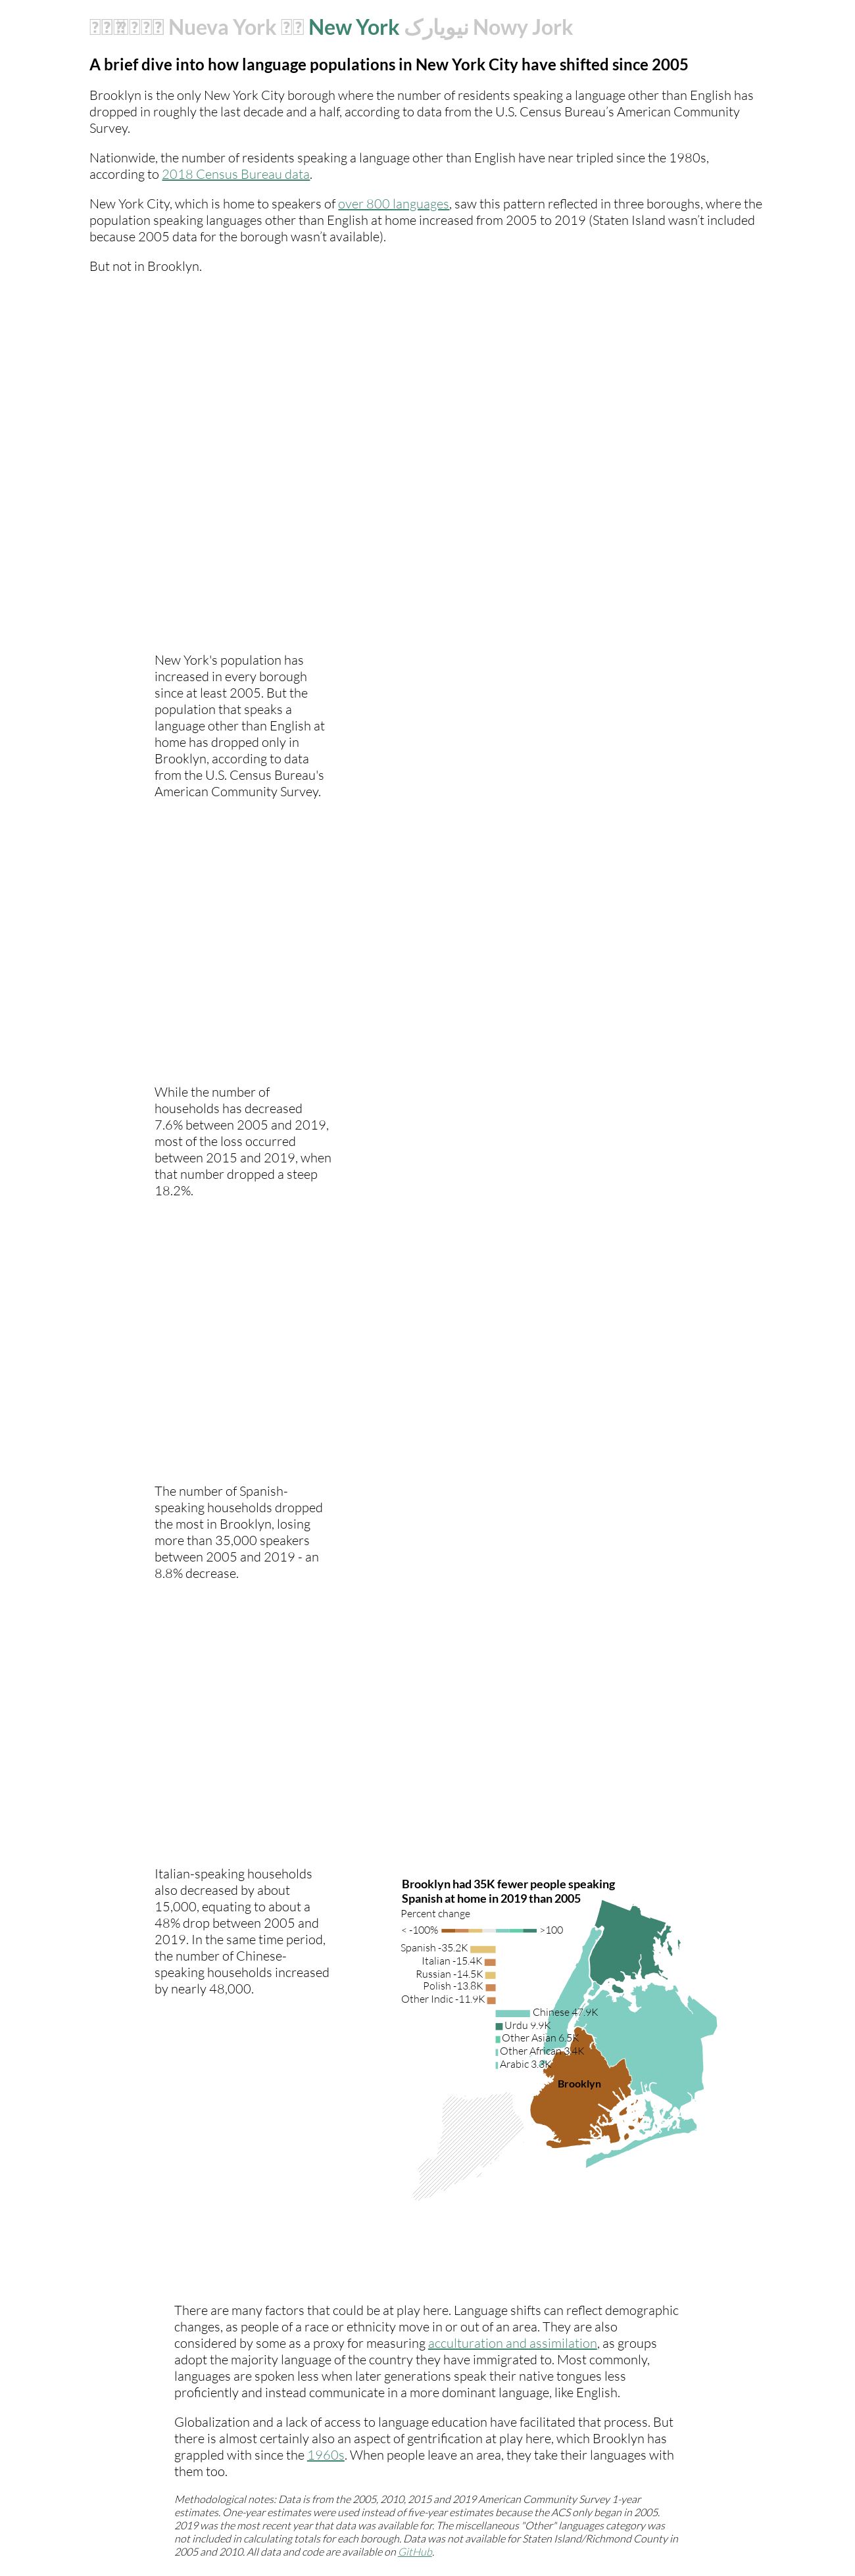 Nueva York New York نیویارک Nowy Jork
A brief dive into how language populations in New York City have shifted since 2005
Brooklyn is the only New York City borough where the number of residents speaking a language other than English has
dropped in roughly the last decade and a half, according to data from the U.S. Census Bureau’s American Community
Survey.
Nationwide, the number of residents speaking a language other than English have near tripled since the 1980s,
according to 2018 Census Bureau data.
New York City, which is home to speakers of over 800 languages, saw this pattern reflected in three boroughs, where the
population speaking languages other than English at home increased from 2005 to 2019 (Staten Island wasn’t included
because 2005 data for the borough wasn’t available).
But not in Brooklyn.
New York's population has
increased in every borough
since at least 2005. But the
population that speaks a
language other than English at
home has dropped only in
Brooklyn, according to data
from the U.S. Census Bureau's
American Community Survey.
While the number of
households has decreased
7.6% between 2005 and 2019,
most of the loss occurred
between 2015 and 2019, when
that number dropped a steep
18.2%.
The number of Spanish-
speaking households dropped
the most in Brooklyn, losing
more than 35,000 speakers
between 2005 and 2019 - an
8.8% decrease.
Italian-speaking households
also decreased by about
15,000, equating to about a
48% drop between 2005 and
2019. In the same time period,
the number of Chinese-
speaking households increased
by nearly 48,000.
Brooklyn had 35K fewer people speaking
Spanish at home in 2019 than 2005
Percent change
< -100% >100
Spanish -35.2K
Italian -15.4K
Russian -14.5K
Polish -13.8K
Other Indic -11.9K
Chinese 47.9K
Urdu 9.9K
Other Asian 6.5K
Other African 3.4K
Arabic 3.3K
Brooklyn
There are many factors that could be at play here. Language shifts can reflect demographic
changes, as people of a race or ethnicity move in or out of an area. They are also
considered by some as a proxy for measuring acculturation and assimilation, as groups
adopt the majority language of the country they have immigrated to. Most commonly,
languages are spoken less when later generations speak their native tongues less
proficiently and instead communicate in a more dominant language, like English.
Globalization and a lack of access to language education have facilitated that process. But
there is almost certainly also an aspect of gentrification at play here, which Brooklyn has
grappled with since the 1960s. When people leave an area, they take their languages with
them too.
Methodological notes: Data is from the 2005, 2010, 2015 and 2019 American Community Survey 1-year
estimates. One-year estimates were used instead of five-year estimates because the ACS only began in 2005.
2019 was the most recent year that data was available for. The miscellaneous "Other" languages category was
not included in calculating totals for each borough. Data was not available for Staten Island/Richmond County in
2005 and 2010. All data and code are available on GitHub.